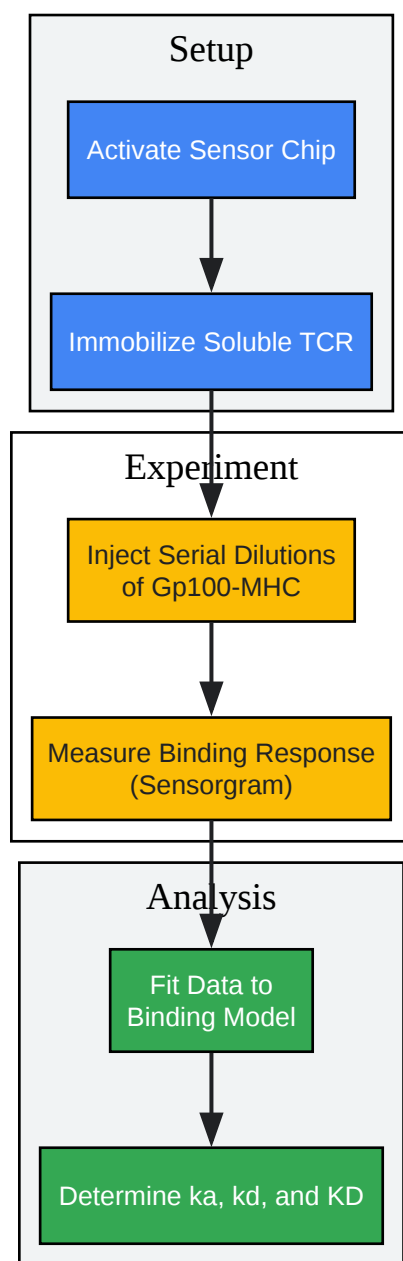 Setup
Activate Sensor Chip
Immobilize Soluble TCR
Experiment
Inject Serial Dilutions
of Gp100-MHC
Measure Binding Response
(Sensorgram)
Analysis
Fit Data to
Binding Model
Determine ka, kd, and KD